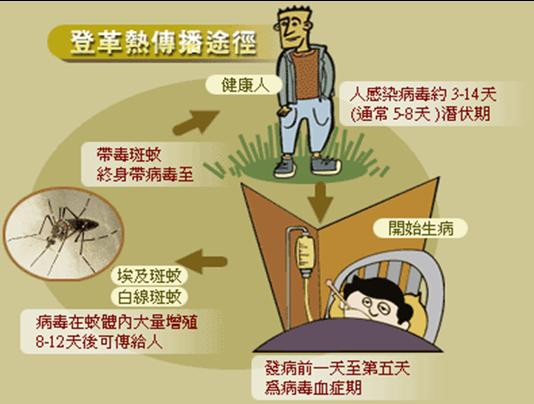 登革熱傳播途徑
健康人
人感染病毒約 3-14天
(通常 5-8天 )潛伏期
帶毒斑蚊
終身帶病毒至
開始生病
埃及斑蚊
白線斑蚊
病毒在蚊體內大量增殖
8-12天後可傳給人
發病前一天至第五天
為病毒血症期